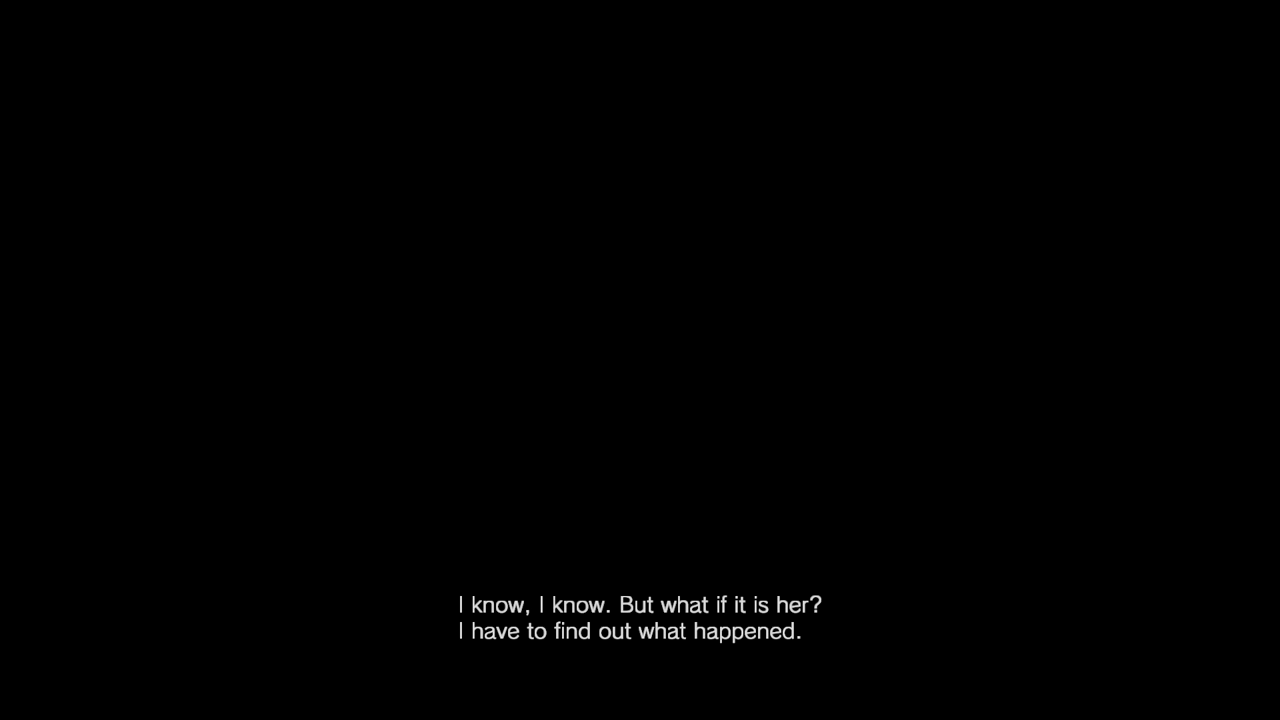 I know, I know. But what if it is her?
I have to find out what happened.